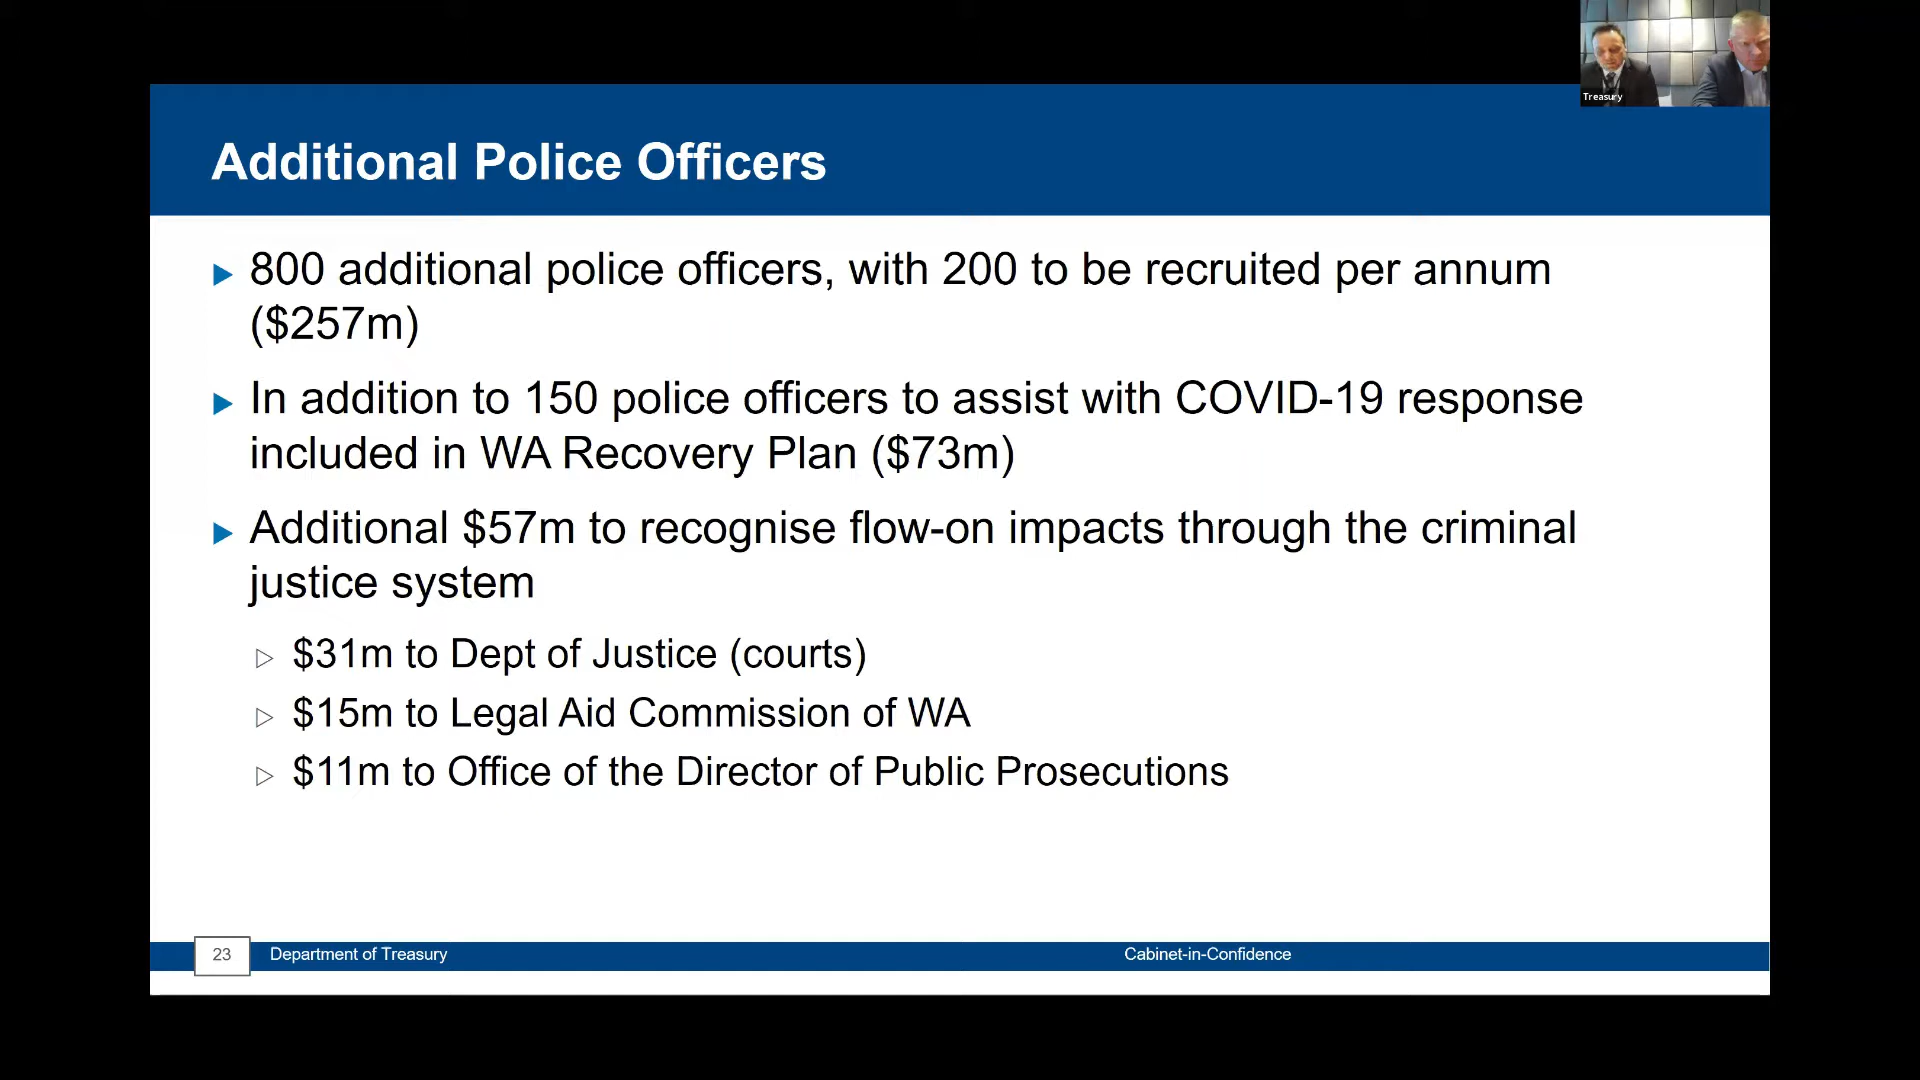 Treasury
Additional Police Officers
800 additional police officers, with 200 to be recruited per annum
($257m)
In addition to 150 police officers to assist with COVID-19 response
included in WA Recovery Plan ($73m)
Additional $57m to recognise flow-on impacts through the criminal
justice system
$31m to Dept of Justice (courts)
$15m to Legal Aid Commission of WA
$11m to Office of the Director of Public Prosecutions
23 Department of Treasury Cabinet-in-Confidence